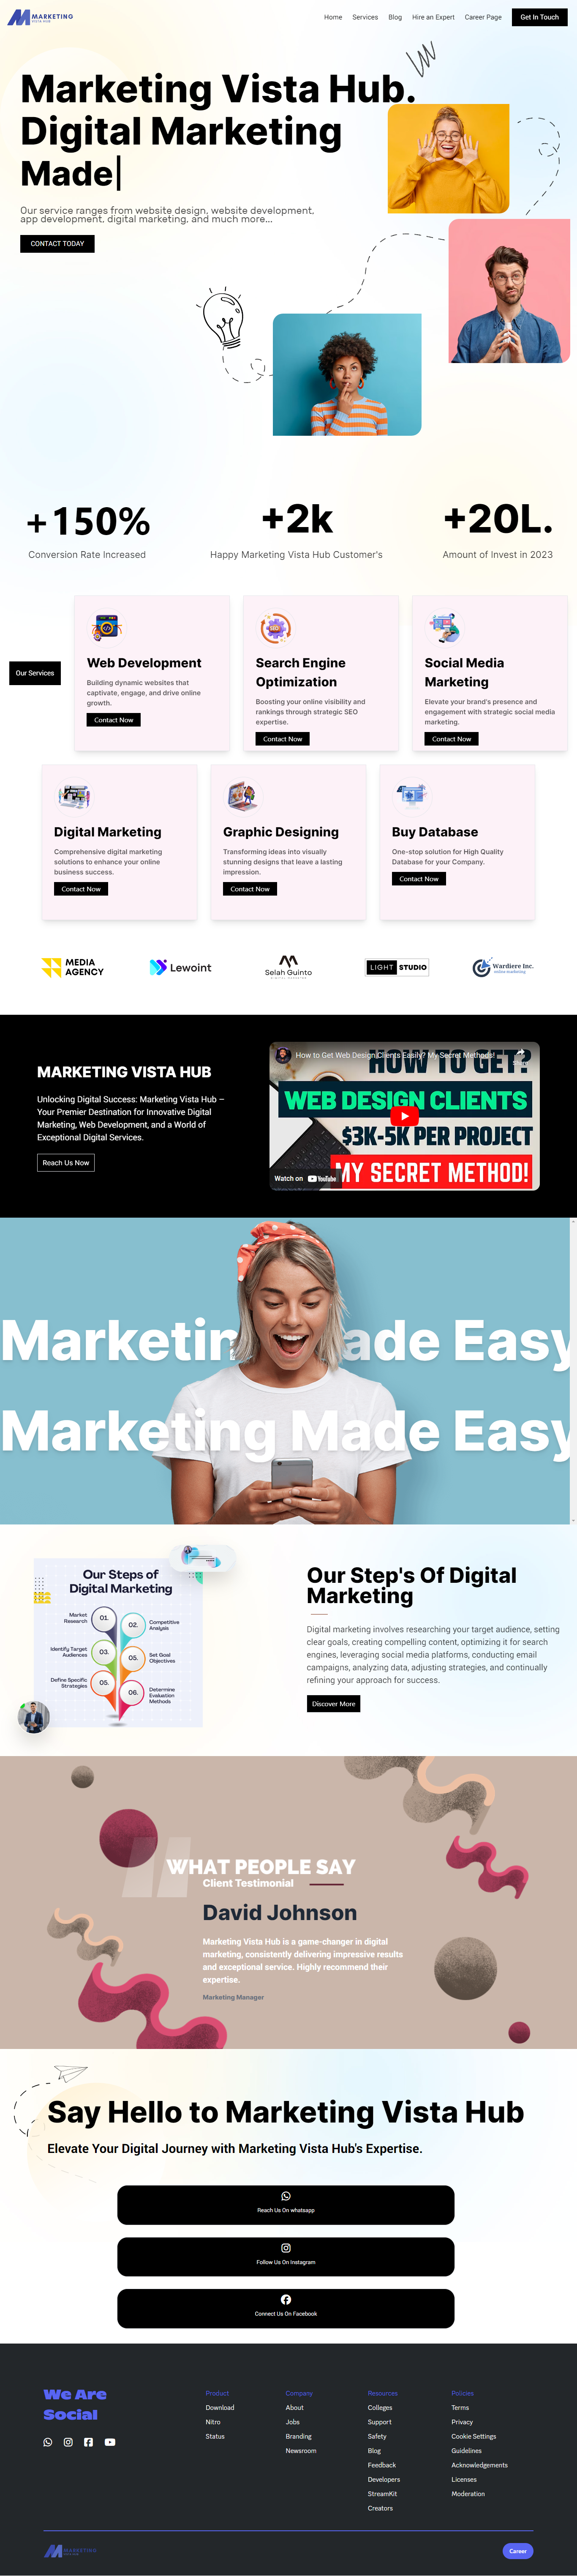 MARKETING
VISTA HUB
Home Services Blog Hire an Expert Career Page Get In Touch
Marketing Vista Hub.
Digital Marketing
Made
Our service ranges from website design, website development,
app development, digital marketing, and much more...
CONTACT TODAY
+150% +2k +20L.
Conversion Rate Increased Happy Marketing Vista Hub Customer's Amount of Invest in 2023
Our Services
Web Development
Building dynamic websites that
captivate, engage, and drive online
growth.
Contact Now
Search Engine
Optimization
Boosting your online visibility and
rankings through strategic SEO
expertise.
Contact Now
Social Media
Marketing
Elevate your brand's presence and
engagement with strategic social media
marketing.
Contact Now
Digital Marketing
Comprehensive digital marketing
solutions to enhance your online
business success.
Contact Now
Graphic Designing
Transforming ideas into visually
stunning designs that leave a lasting
impression.
Contact Now
Buy Database
One-stop solution for High Quality
Database for your Company.
Contact Now
MEDIA
AGENCY
Lewoint
Selah Guinto
LIGHT STUDIO
Wardiere Inc.
MARKETING VISTA HUB
Unlocking Digital Success: Marketing Vista Hub –
Your Premier Destination for Innovative Digital
Marketing, Web Development, and a World of
Exceptional Digital Services.
Reach Us Now
How to Get Web Design Clients Easily? My Secret Methods!
HOW TO GET?
WEB DESIGN CLIENTS
$3K-5K PER PROJECT
MY SECRET METHOD!
Watch on YouTube
Marketin ade Easy
Marketing Made Easy
Our Steps of
Digital Marketing
Market
Research
01.
02.
Competitive
Analysis
Identify Target
Audiences
03.
05.
Set Goal
Objectives
Define Specific
Strategies
05.
06.
Determine
Evaluation
Methods
Our Step's Of Digital
Marketing
Digital marketing involves researching your target audience, setting
clear goals, creating compelling content, optimizing it for search
engines, leveraging social media platforms, conducting email
campaigns, analyzing data, adjusting strategies, and continually
refining your approach for success.
Discover More
WHAT PEOPLE SAY
Client Testimonial
David Johnson
Marketing Vista Hub is a game-changer in digital
marketing, consistently delivering impressive results
and exceptional service. Highly recommend their
expertise.
Marketing Manager
Say Hello to Marketing Vista Hub
Elevate Your Digital Journey with Marketing Vista Hub's Expertise.
Reach Us On whatsapp
Follow Us On Instagram
Connect Us On Facebook
We Are
Social
Product
Download
Nitro
Status
Company
About
Jobs
Branding
Newsroom
Resources
Colleges
Support
Safety
Blog
Feedback
Developers
StreamKit
Creators
Policies
Terms
Privacy
Cookie Settings
Guidelines
Acknowledgements
Licenses
Moderation
MARKETING
Career